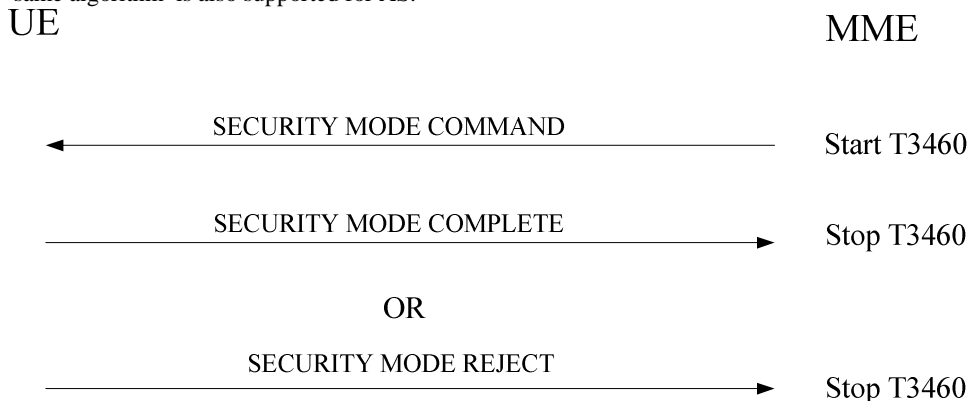 same algorithm" is also supported for AS.
UE MME
SECURITY MODE COMMAND Start T3460
SECURITY MODE COMPLETE Stop T3460
OR
SECURITY MODE REJECT Stop T3460